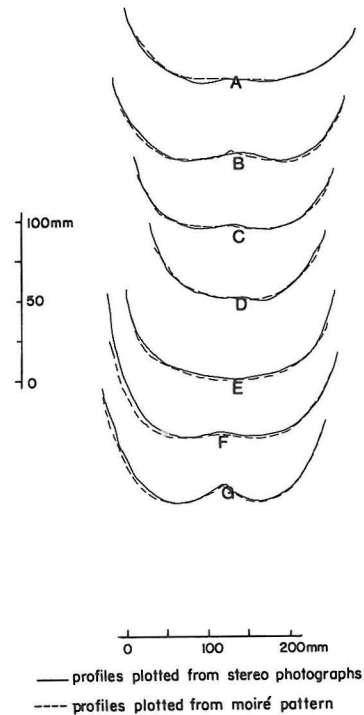 A
B
C
100mm
D
50
E
0
F
G
0 100 200mm
profiles plotted from stereo photographs
profiles plotted from moiré pattern